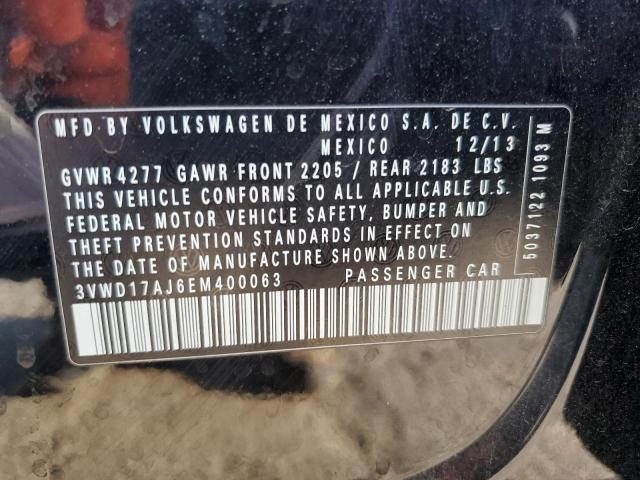 MFD BY VOLKSWAGEN DE MEXICO S.A. DE C.V.
MEXICO 12/13
GVWR 4277 GAWR FRONT 2205 / REAR 2183 LBS
THIS VEHICLE CONFORMS TO ALL APPLICABLE U.S.
FEDERAL MOTOR VEHICLE SAFETY, BUMPER AND
THEFT PREVENTION STANDARDS IN EFFECT ON
THE DATE OF MANUFACTURE SHOWN ABOVE.
3VWD17AJ6EM400063 PASSENGER CAR
5037122 1093 M